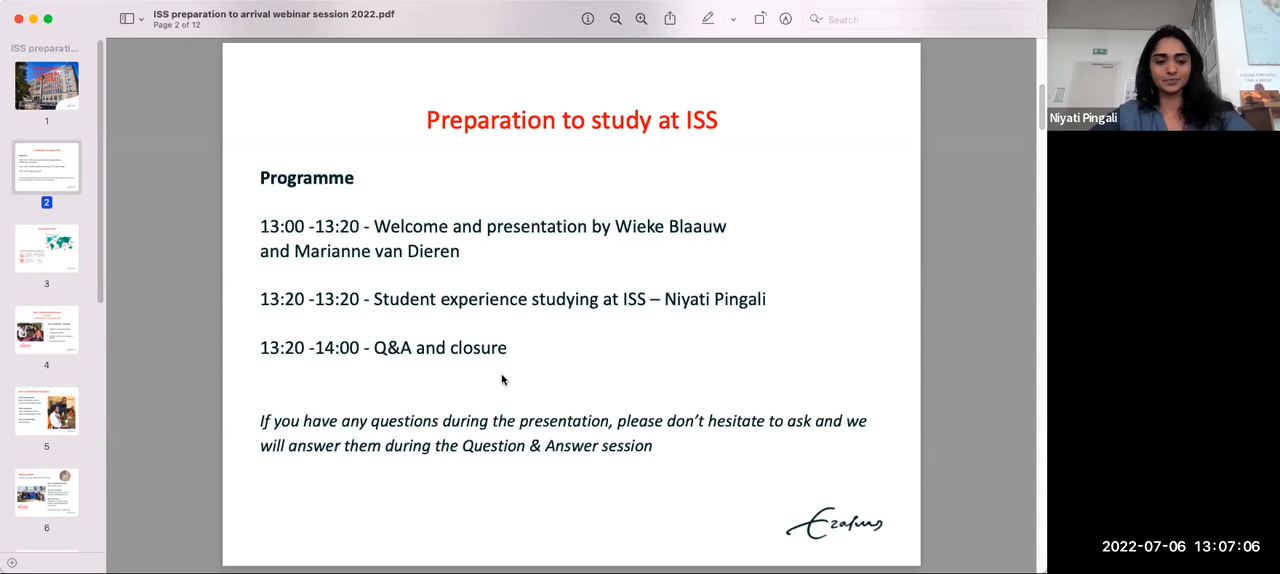 ISS preparation to arrival webinar session 2022.pdf
Page 2 of 12
Search
ISS preparati...
1
2
3
4
5
6
Preparation to study at ISS
Programme
13:00 -13:20 - Welcome and presentation by Wieke Blaauw
and Marianne van Dieren
13:20 -13:20 - Student experience studying at ISS – Niyati Pingali
13:20 -14:00 - Q&A and closure
If you have any questions during the presentation, please don't hesitate to ask and we
will answer them during the Question & Answer session
Erasmus
Niyati Pingali
2022-07-06 13:07:06